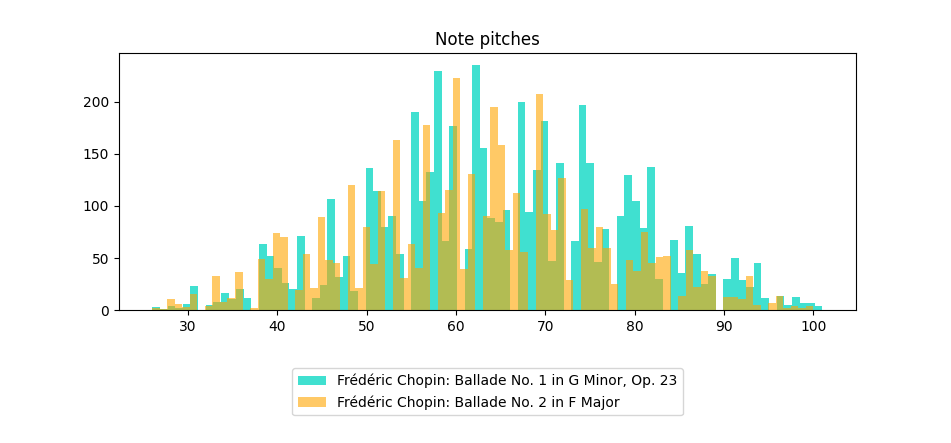 Note pitches
200
150
100
50
0
30 40 50 60 70 80 90 100
Frédéric Chopin: Ballade No. 1 in G Minor, Op. 23
Frédéric Chopin: Ballade No. 2 in F Major